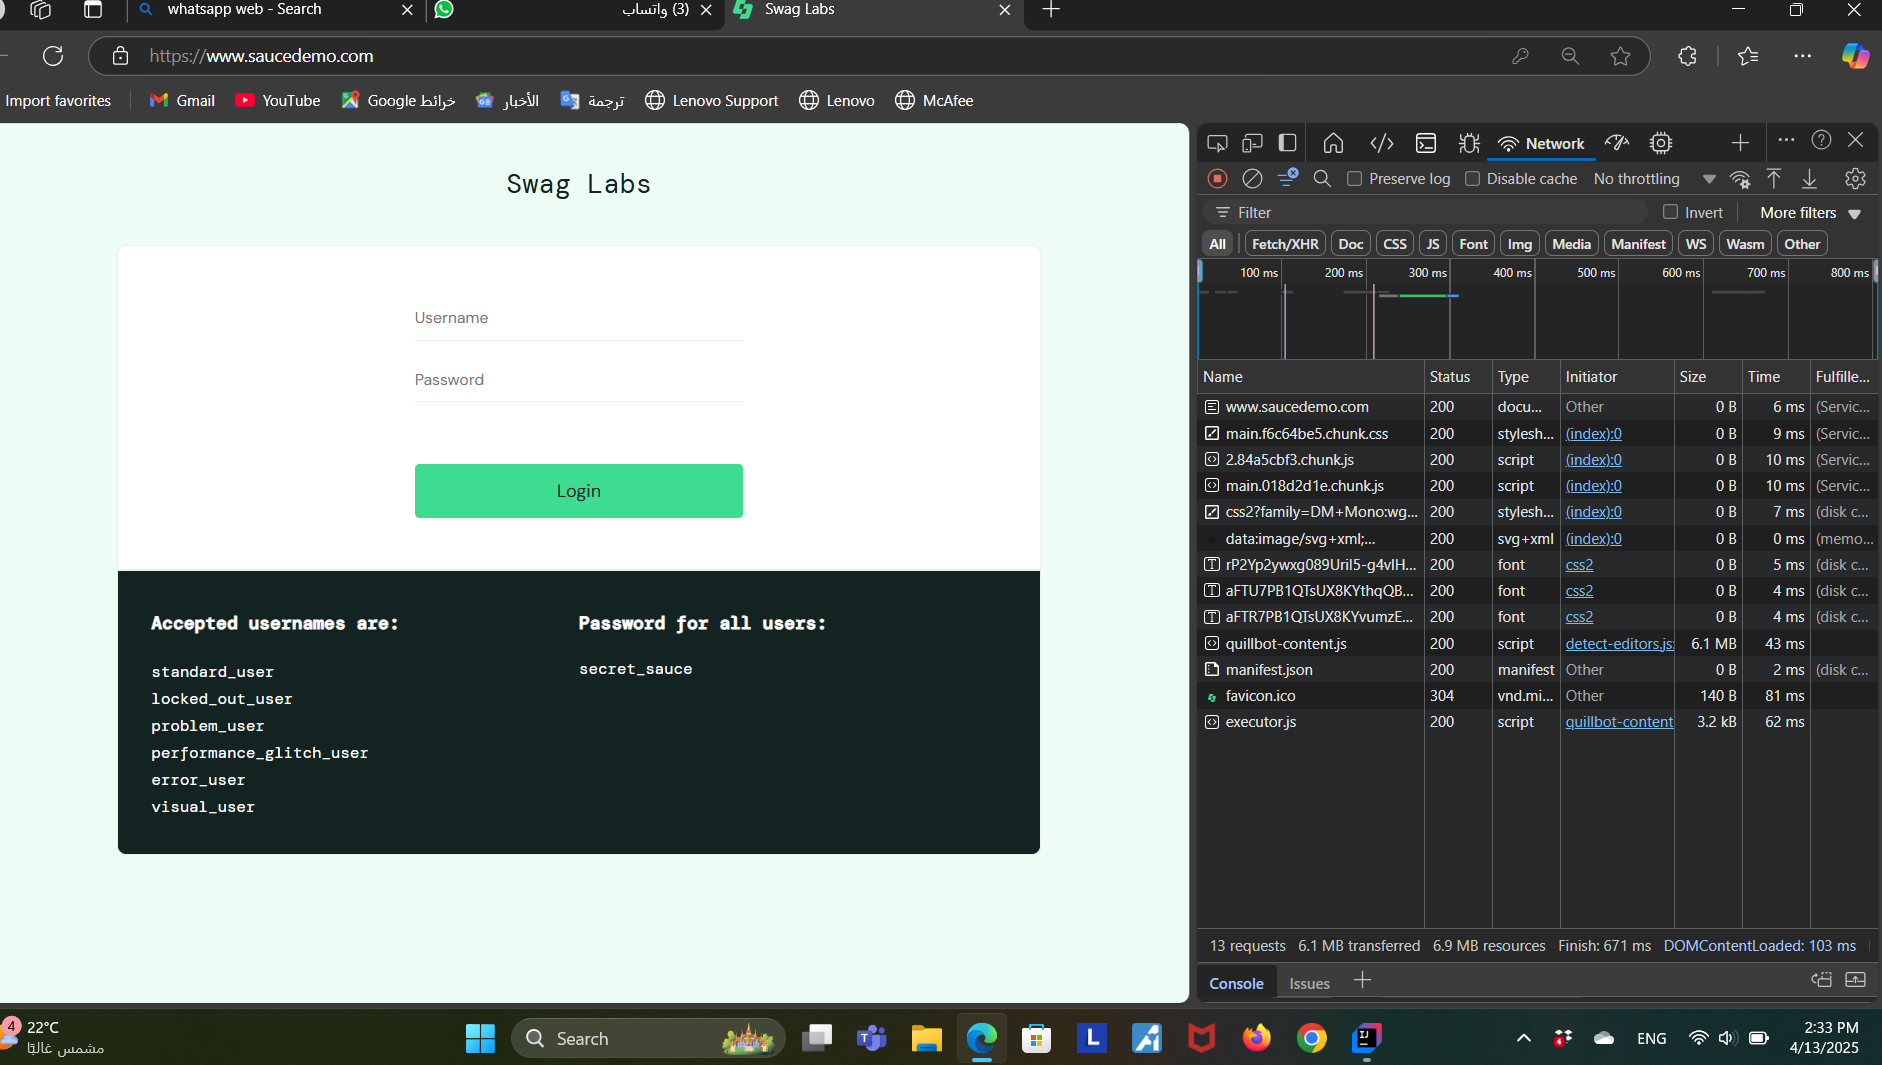 whatsapp web - Search
(3) واتساب
Swag Labs
https://www.saucedemo.com
Import favorites
Gmail
YouTube
خرائط Google
الأخبار
ترجمة
Lenovo Support
Lenovo
McAfee
Swag Labs
Username
Password
Login
Accepted usernames are:
standard_user
locked_out_user
problem_user
performance_glitch_user
error_user
visual_user
Password for all users:
secret_sauce
Network
Preserve log
Disable cache
No throttling
Filter
Invert
More filters
All Fetch/XHR Doc CSS JS Font Img Media Manifest WS Wasm Other
100 ms 200 ms 300 ms 400 ms 500 ms 600 ms 700 ms 800 ms
Name Status Type Initiator Size Time Fulfille...
www.saucedemo.com 200 docu... Other 0 B 6 ms (Servic...
main.f6c64be5.chunk.css 200 stylesh... (index):0 0 B 9 ms (Servic...
2.84a5cbf3.chunk.js 200 script (index):0 0 B 10 ms (Servic...
main.018d2d1e.chunk.js 200 script (index):0 0 B 10 ms (Servic...
css2?family=DM+Mono:wg... 200 stylesh... (index):0 0 B 7 ms (disk c...
data:image/svg+xml;... 200 svg+xml (index):0 0 B 0 ms (memo...
rP2Yp2ywxg089UriI5-g4vlH... 200 font css2 0 B 5 ms (disk c...
aFTU7PB1QTsUX8KYthqQB... 200 font css2 0 B 4 ms (disk c...
aFTR7PB1QTsUX8KYvumzE... 200 font css2 0 B 4 ms (disk c...
quillbot-content.js 200 script detect-editors.js: 6.1 MB 43 ms
manifest.json 200 manifest Other 0 B 2 ms (disk c...
favicon.ico 304 vnd.mi... Other 140 B 81 ms
executor.js 200 script quillbot-content 3.2 kB 62 ms
13 requests 6.1 MB transferred 6.9 MB resources Finish: 671 ms DOMContentLoaded: 103 ms
Console
Issues
4
22°C
مشمس غالبًا
Search
4
ENG
2:33 PM
4/13/2025